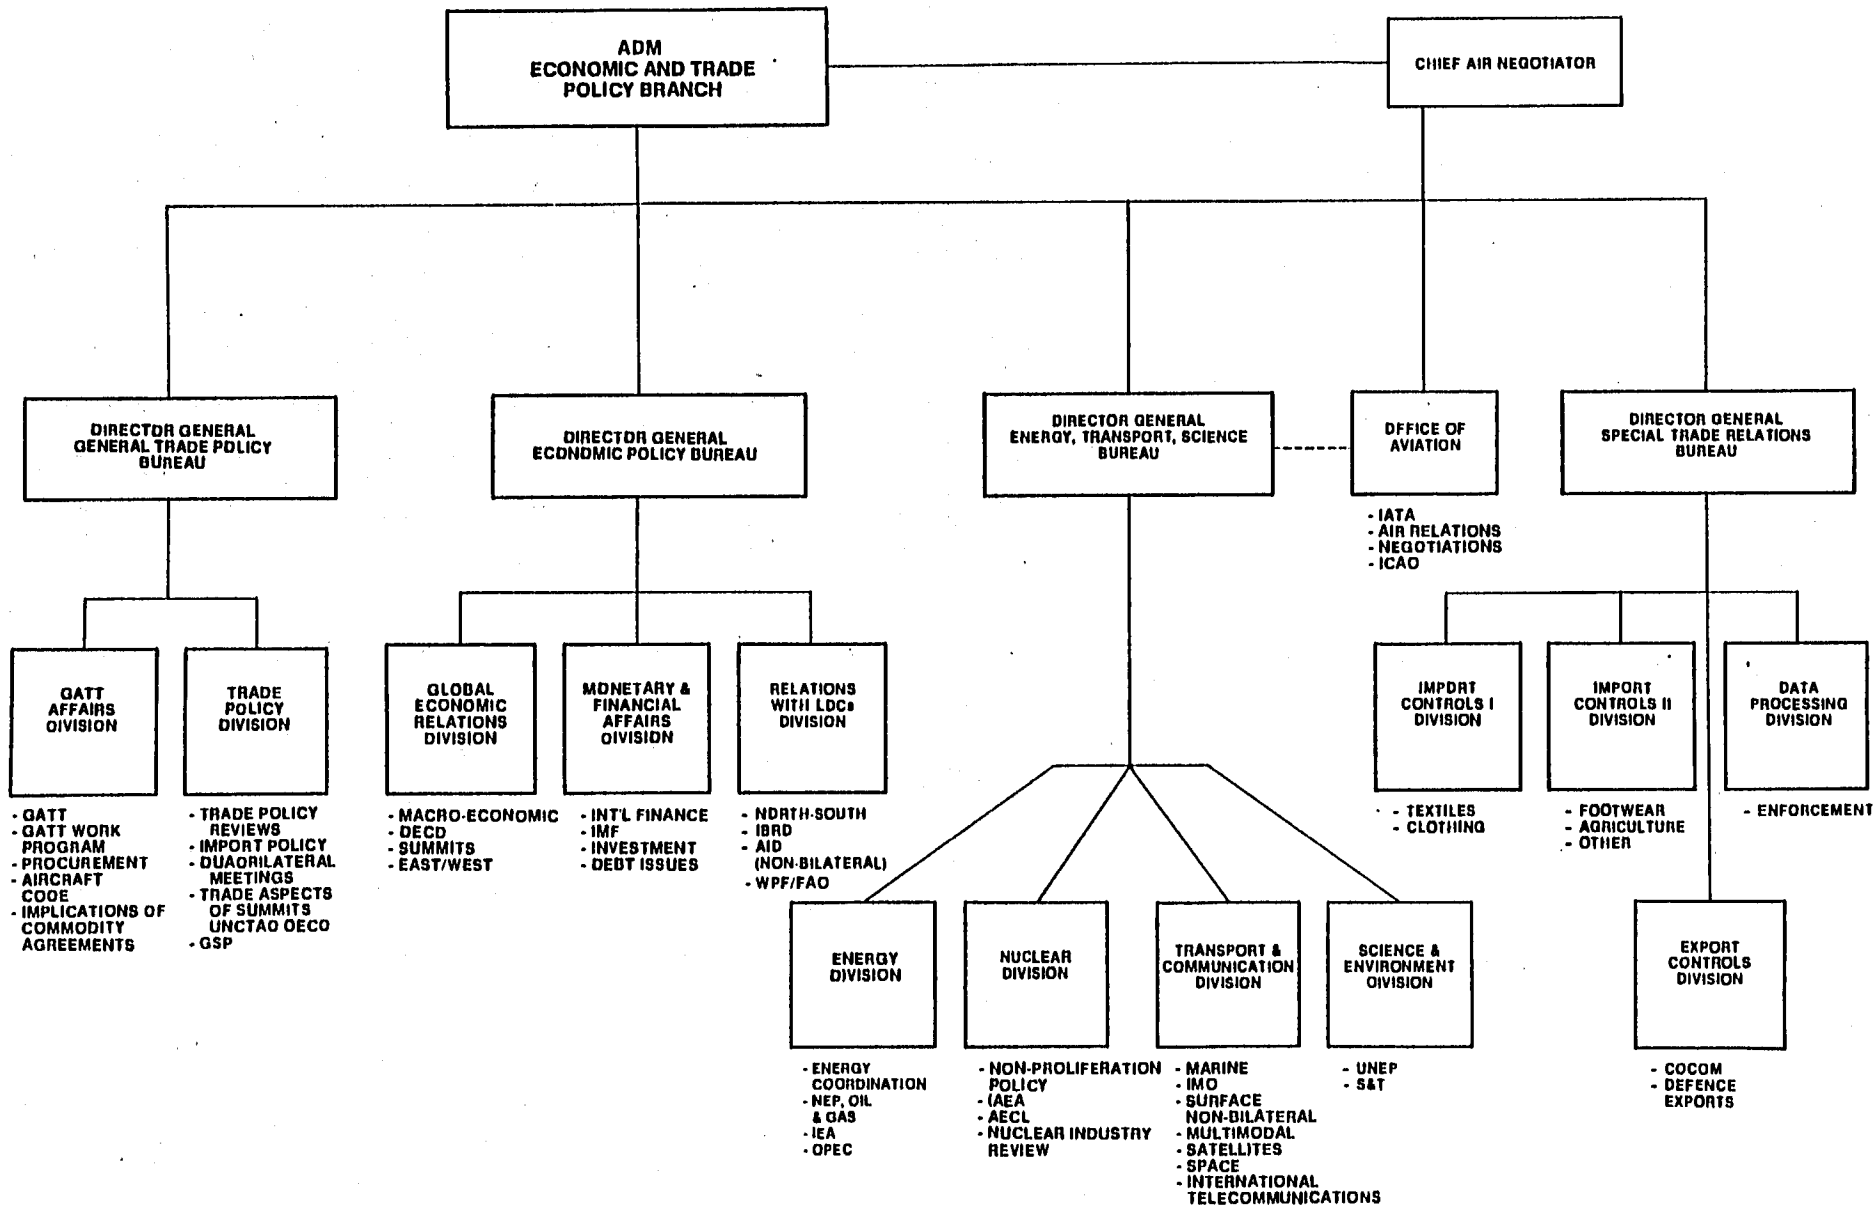 ADM
ECONOMIC AND TRADE
POLICY BRANCH
CHIEF AIR NEGOTIATOR
DIRECTOR GENERAL
GENERAL TRADE POLICY
BUREAU
DIRECTOR GENERAL
ECONOMIC POLICY BUREAU
DIRECTOR GENERAL
ENERGY, TRANSPORT, SCIENCE
BUREAU
OFFICE OF
AVIATION
DIRECTOR GENERAL
SPECIAL TRADE RELATIONS
BUREAU
- IATA
- AIR RELATIONS
- NEGOTIATIONS
- ICAO
GATT
AFFAIRS
DIVISION
TRADE
POLICY
DIVISION
GLOBAL
ECONOMIC
RELATIONS
DIVISION
MONETARY &
FINANCIAL
AFFAIRS
DIVISION
RELATIONS
WITH LDCs
DIVISION
IMPORT
CONTROLS I
DIVISION
IMPORT
CONTROLS II
DIVISION
DATA
PROCESSING
DIVISION
- GATT
- GATT WORK
PROGRAM
- PROCUREMENT
- AIRCRAFT
CODE
- IMPLICATIONS OF
COMMODITY
AGREEMENTS
- TRADE POLICY
REVIEWS
- IMPORT POLICY
- QUADRILATERAL
MEETINGS
- TRADE ASPECTS
OF SUMMITS
UNCTAD OECD
- GSP
- MACRO-ECONOMIC
- OECD
- SUMMITS
- EAST/WEST
- INT'L FINANCE
- IMF
- INVESTMENT
- DEBT ISSUES
- NORTH-SOUTH
- IBRD
- AID
(NON-BILATERAL)
- WPF/FAO
- TEXTILES
- CLOTHING
- FOOTWEAR
- AGRICULTURE
- OTHER
- ENFORCEMENT
ENERGY
DIVISION
NUCLEAR
DIVISION
TRANSPORT &
COMMUNICATION
DIVISION
SCIENCE &
ENVIRONMENT
DIVISION
EXPORT
CONTROLS
DIVISION
- ENERGY
COORDINATION
- NEP, OIL
& GAS
- IEA
- OPEC
- NON-PROLIFERATION
POLICY
- IAEA
- AECL
- NUCLEAR INDUSTRY
REVIEW
- MARINE
- IMO
- SURFACE
NON-BILATERAL
- MULTIMODAL
- SATELLITES
- SPACE
- INTERNATIONAL
TELECOMMUNICATIONS
- UNEP
- S&T
- COCOM
- DEFENCE
EXPORTS